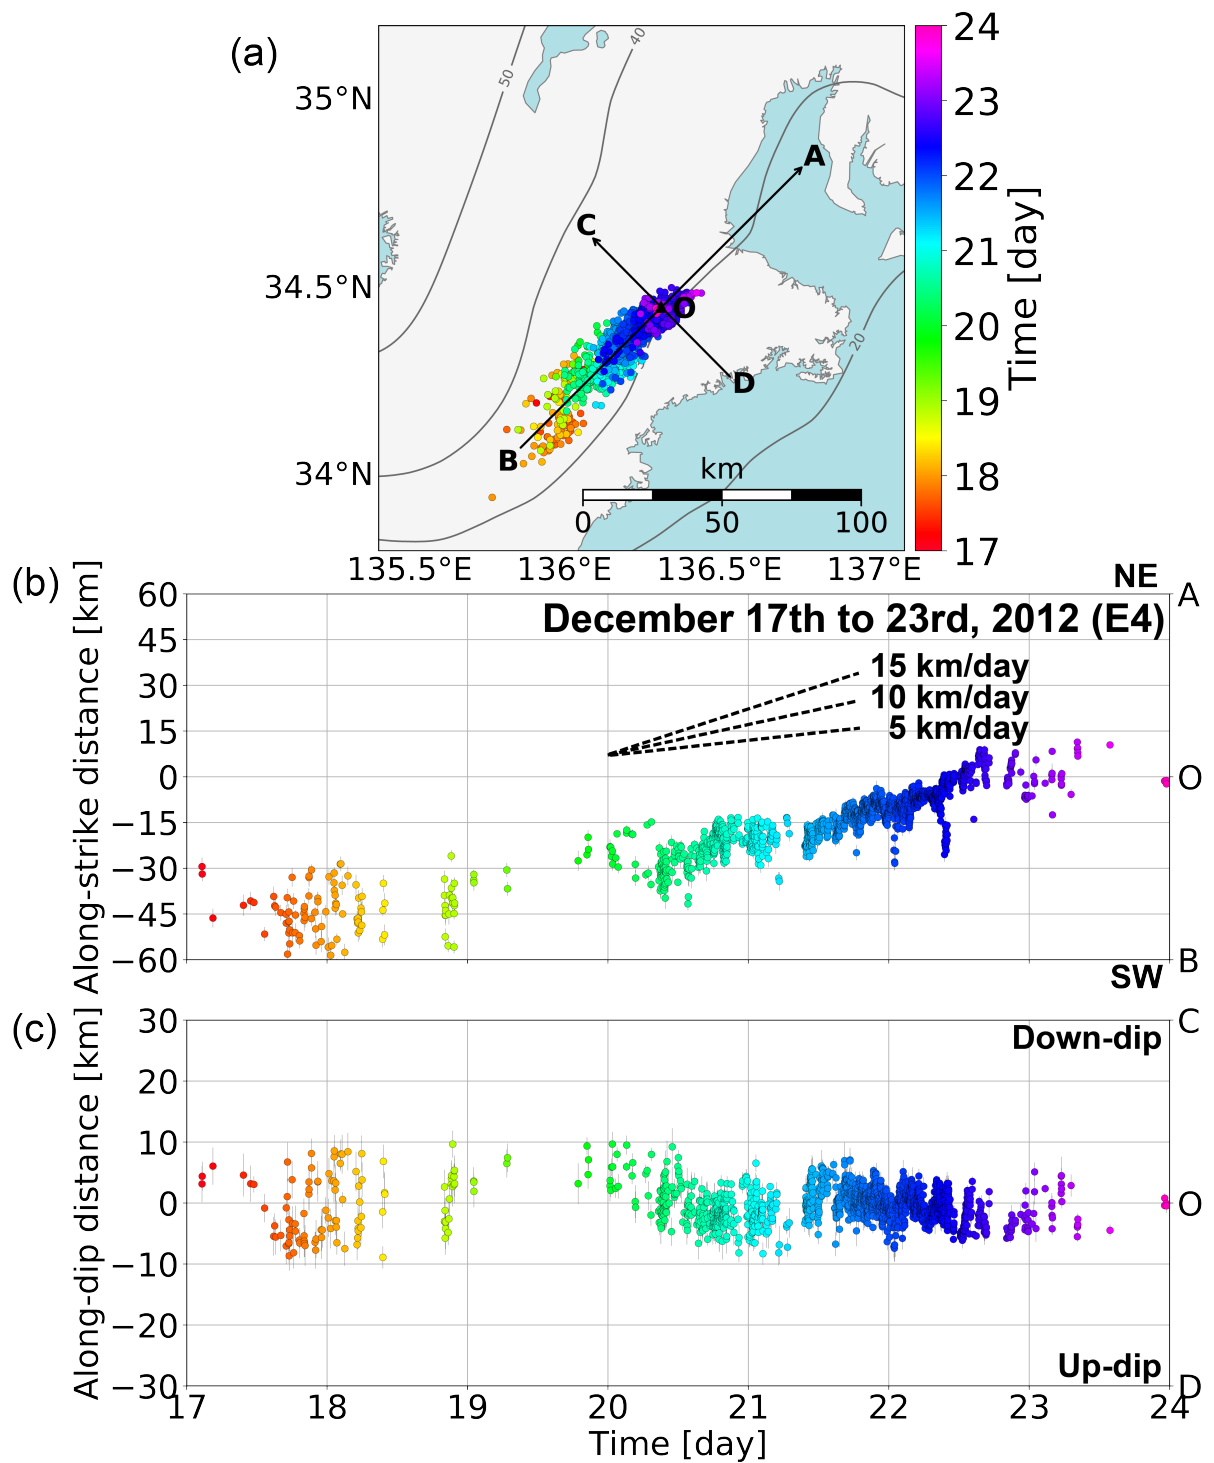 (a)
50
40
20
35°N
34.5°N
34°N
A
C
O
D
B
km
0 50 100
135.5°E 136°E 136.5°E 137°E
24
23
22
21
20
19
18
17
Time [day]
(b)
NE
60
45
30
15
0
−15
−30
−45
−60
Along-strike distance [km]
December 17th to 23rd, 2012 (E4)
15 km/day
10 km/day
5 km/day
A
O
B
SW
(c)
30
20
10
0
−10
−20
−30
Along-dip distance [km]
Down-dip
Up-dip
C
O
D
17 18 19 20 21 22 23 24
Time [day]